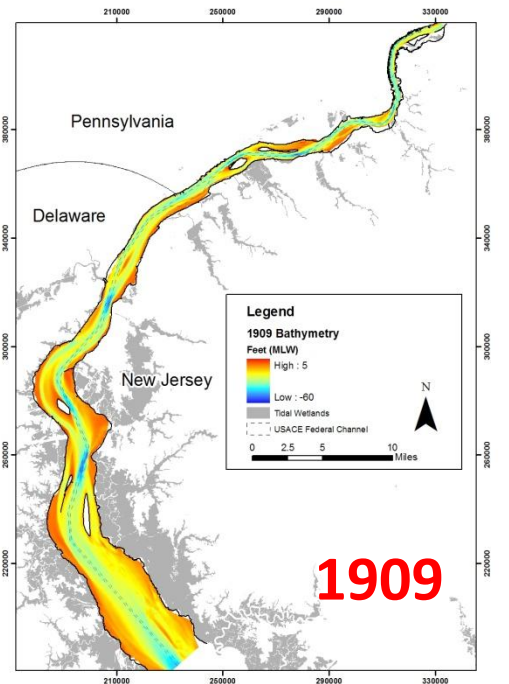 210000 250000 290000 330000
Pennsylvania
380000
380000
Delaware
340000
340000
Legend
1909 Bathymetry
Feet (MLW)
High : 5
Low : -60
Tidal Wetlands
USACE Federal Channel
0 2.5 5 10
Miles
N
300000
300000
New Jersey
260000
260000
220000
220000
1909
210000 250000 290000 330000